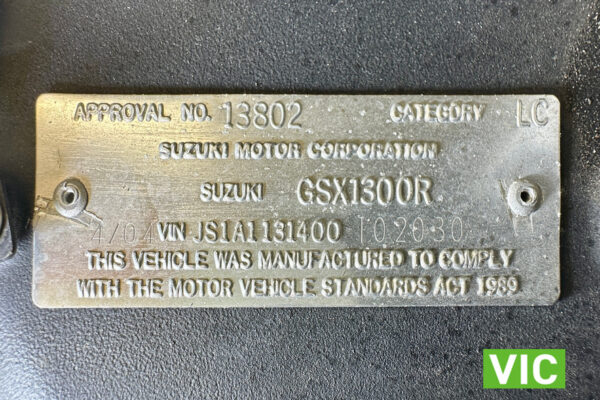 APPROVAL NO. 13802 CATEGORY LC
SUZUKI MOTOR CORPORATION
SUZUKI GSX1300R
4/04 VIN JS1A1131400 102030
THIS VEHICLE WAS MANUFACTURED TO COMPLY
WITH THE MOTOR VEHICLE STANDARDS ACT 1989
VIC